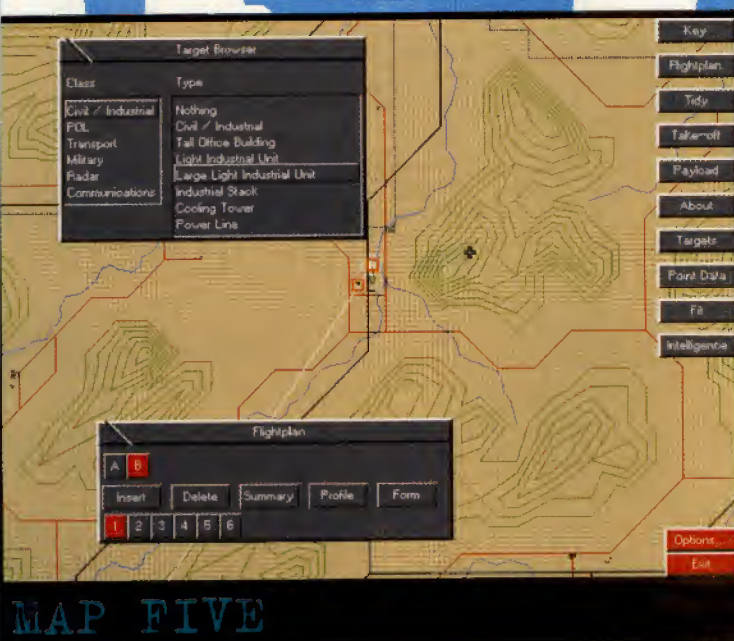 Target Browser
Class
Type
Civil / Industrial
POL
Transport
Military
Radar
Communications
Nothing
Civil / Industrial
Tall Office Building
Light Industrial Unit
Large Light Industrial Unit
Industrial Stack
Cooling Tower
Power Line
Key
Flightplan
Tidy
Take-off
Payload
About
Targets
Point Data
Fit
Intelligence
Flightplan
A B
Insert Delete Summary Profile Form
1 2 3 4 5 6
Options...
Exit
MAP FIVE